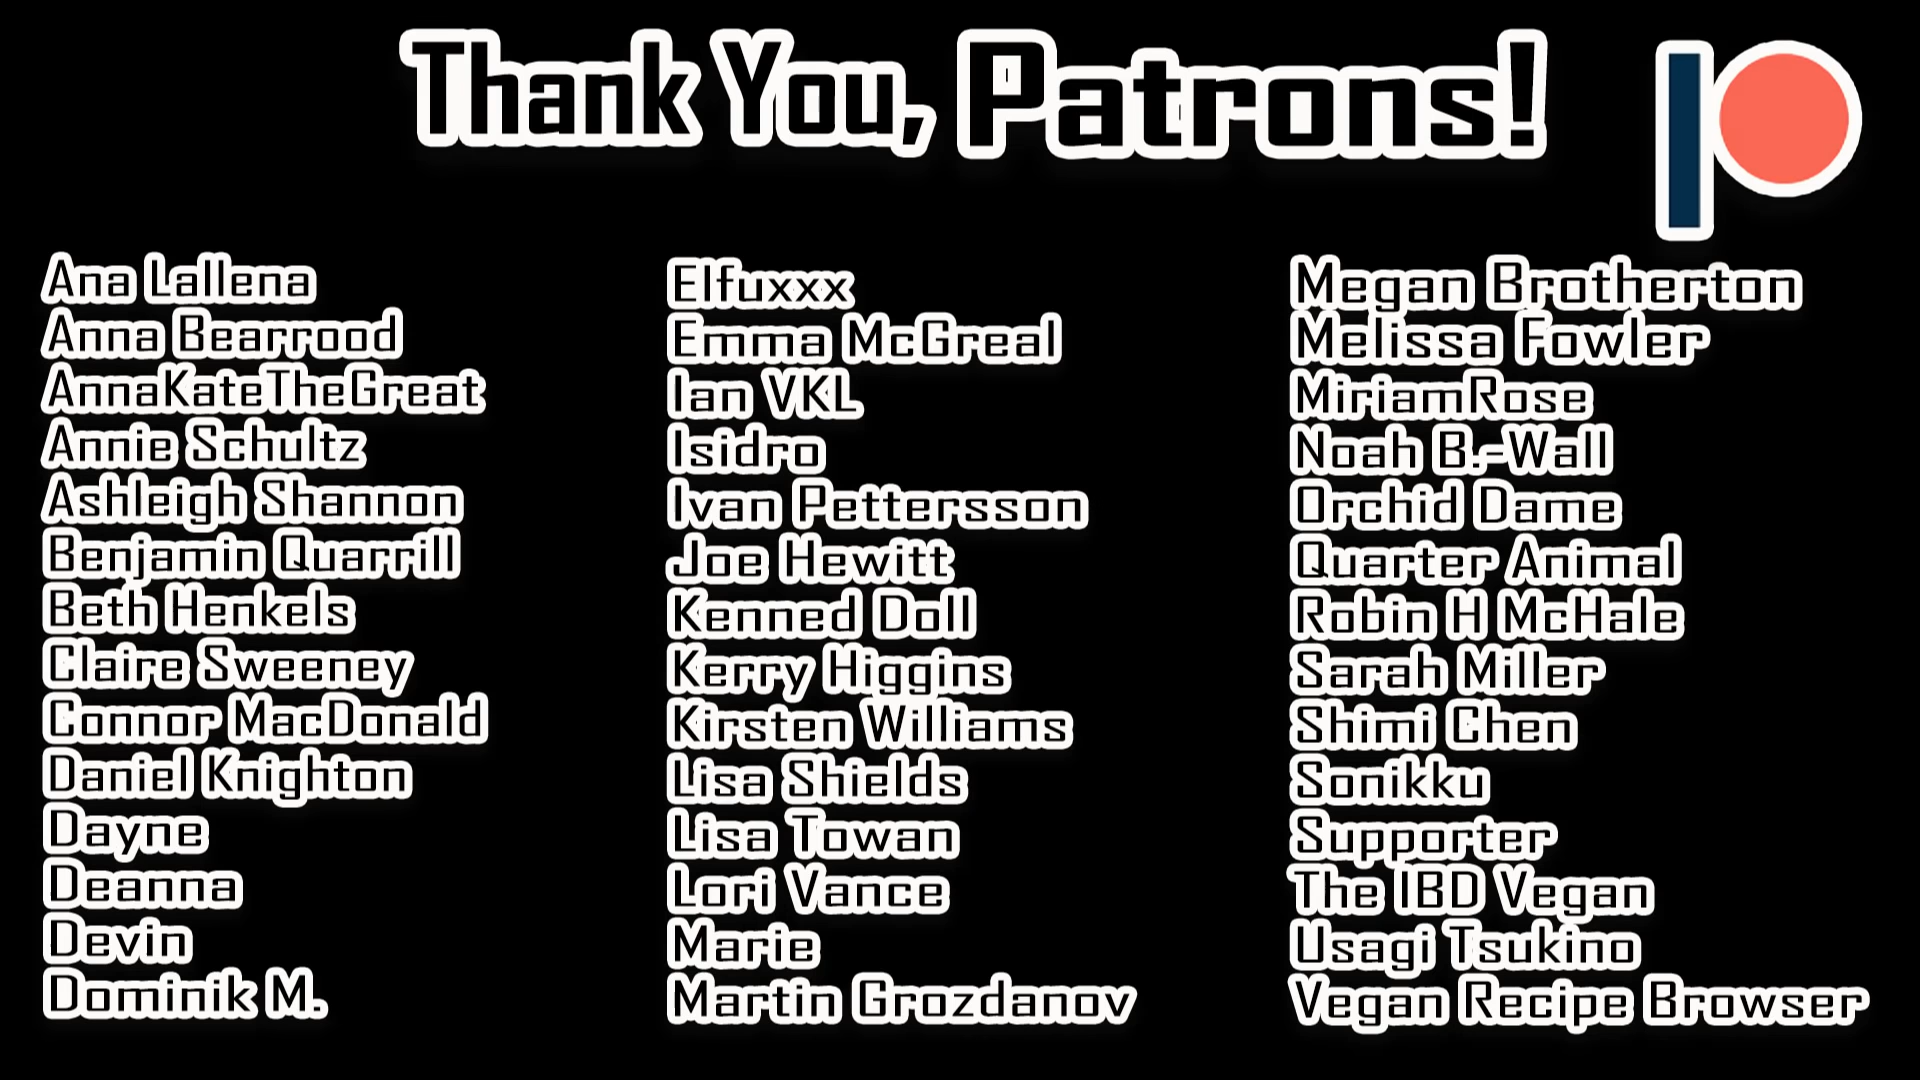 Thank You, Patrons!
Ana Lallena
Anna Bearrood
AnnaKateTheGreat
Annie Schultz
Ashleigh Shannon
Benjamin Quarrill
Beth Henkels
Claire Sweeney
Connor MacDonald
Daniel Knighton
Dayne
Deanna
Devin
Dominik M.
Elfuxxx
Emma McGreal
Ian VKL
Isidro
Ivan Pettersson
Joe Hewitt
Kenned Doll
Kerry Higgins
Kirsten Williams
Lisa Shields
Lisa Towan
Lori Vance
Marie
Martin Grozdanov
Megan Brotherton
Melissa Fowler
MiriamRose
Noah B.-Wall
Orchid Dame
Quarter Animal
Robin H McHale
Sarah Miller
Shimi Chen
Sonikku
Supporter
The IBD Vegan
Usagi Tsukino
Vegan Recipe Browser